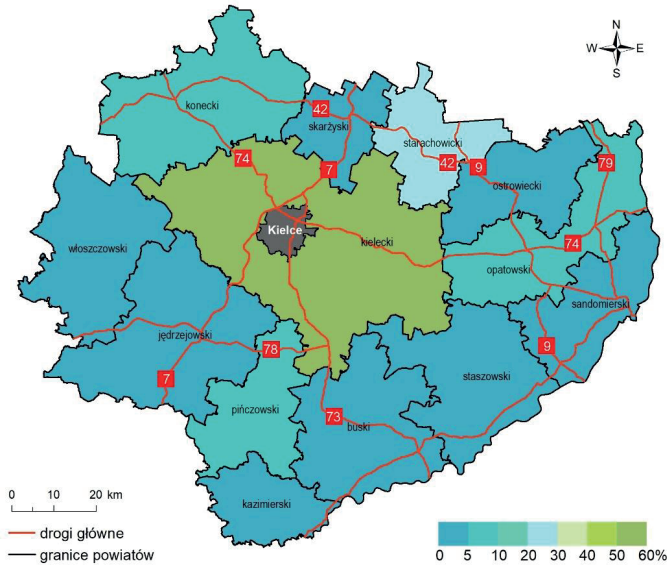 N
W E
S
konecki
42
skarżyski
starachowicki
74
7
42
9
79
ostrowiecki
Kielce
kielecki
włoszczowski
74
opatowski
sandomierski
jędrzejowski
78
9
staszowski
7
pińczowski
73
buski
kazimierski
0 10 20 km
drogi główne
granice powiatów
0 5 10 20 30 40 50 60%